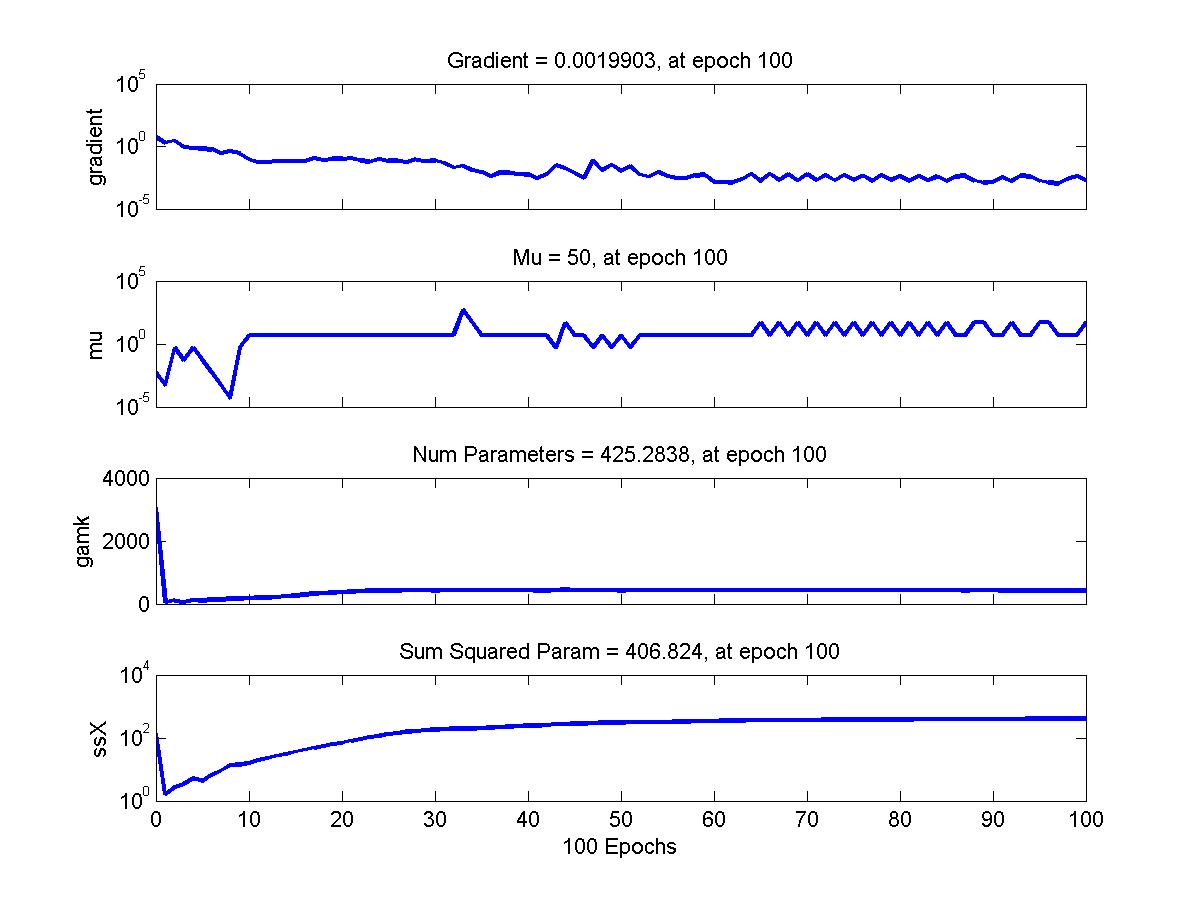 Gradient = 0.0019903, at epoch 100
10^5
10^0
10^-5
gradient
Mu = 50, at epoch 100
10^5
10^0
10^-5
mu
Num Parameters = 425.2838, at epoch 100
4000
2000
0
gamk
Sum Squared Param = 406.824, at epoch 100
10^4
10^2
10^0
ssX
0 10 20 30 40 50 60 70 80 90 100
100 Epochs